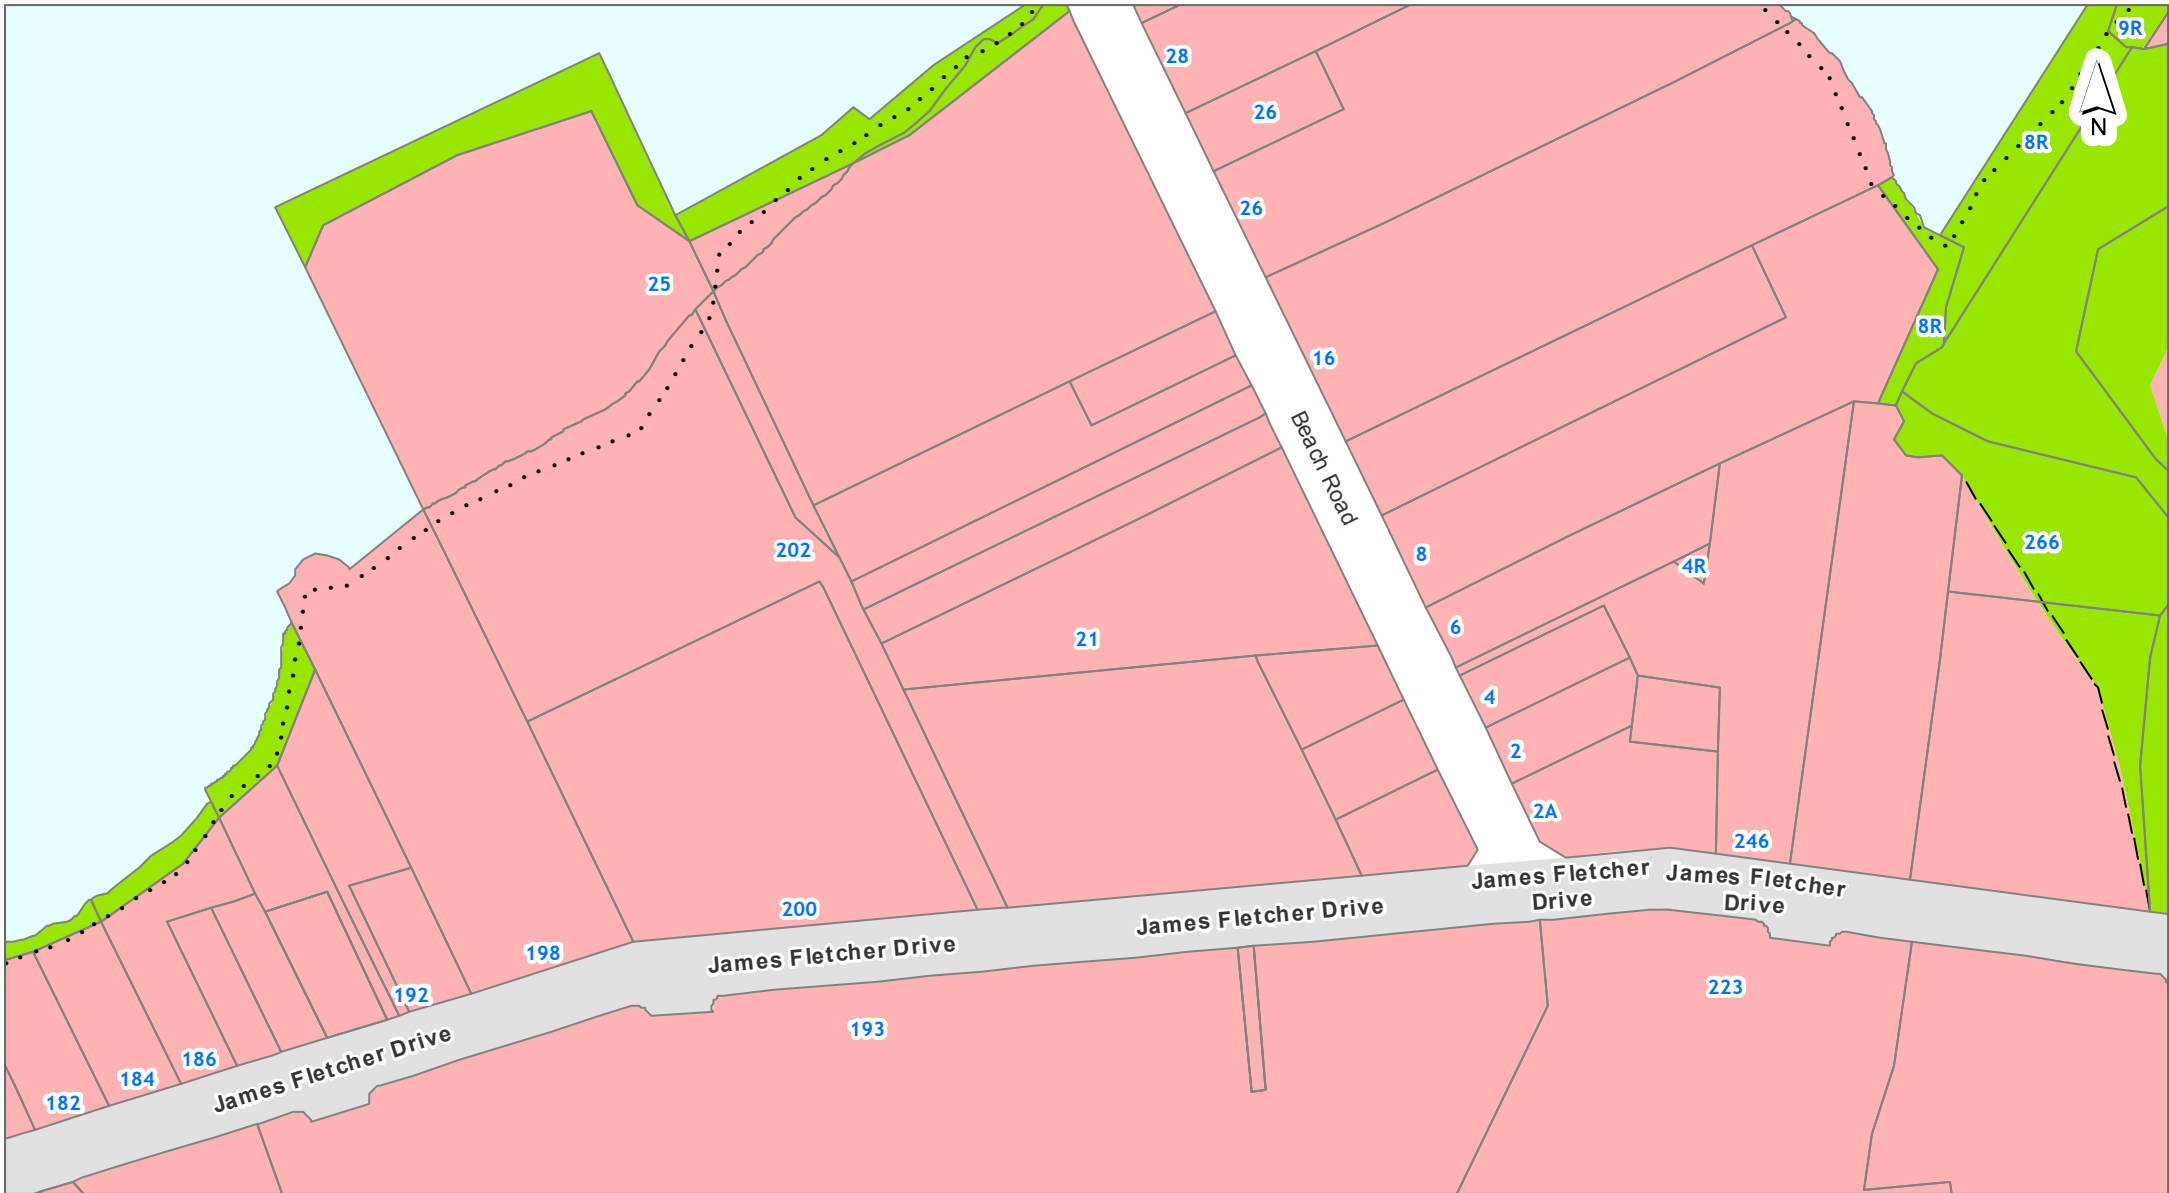 9R
28
N
26
8R
26
25
8R
16
Beach Road
266
202
8
4R
6
21
4
2
2A
246
James Fletcher
Drive
James Fletcher
Drive
200
James Fletcher Drive
198
James Fletcher Drive
192
223
193
186
James Fletcher Drive
184
182